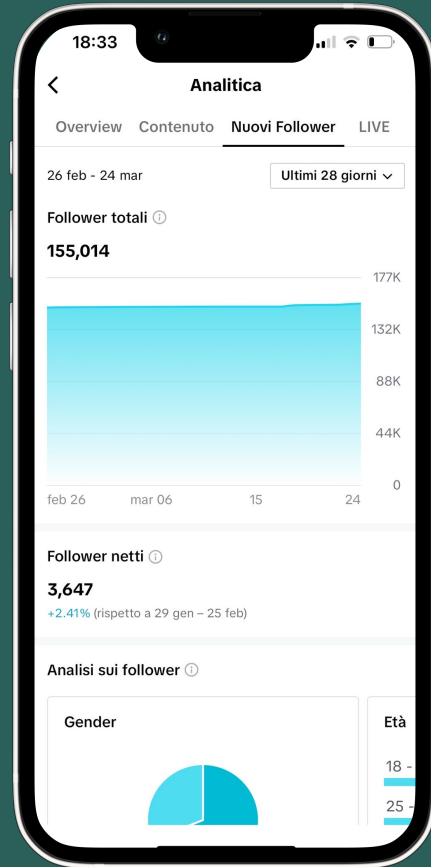 18:33
Analitica
Overview Contenuto Nuovi Follower LIVE
26 feb - 24 mar Ultimi 28 giorni
Follower totali
155,014
177K
132K
88K
44K
0
feb 26 mar 06 15 24
Follower netti
3,647
+2.41% (rispetto a 29 gen – 25 feb)
Analisi sui follower
Gender Età
18 -
25 -